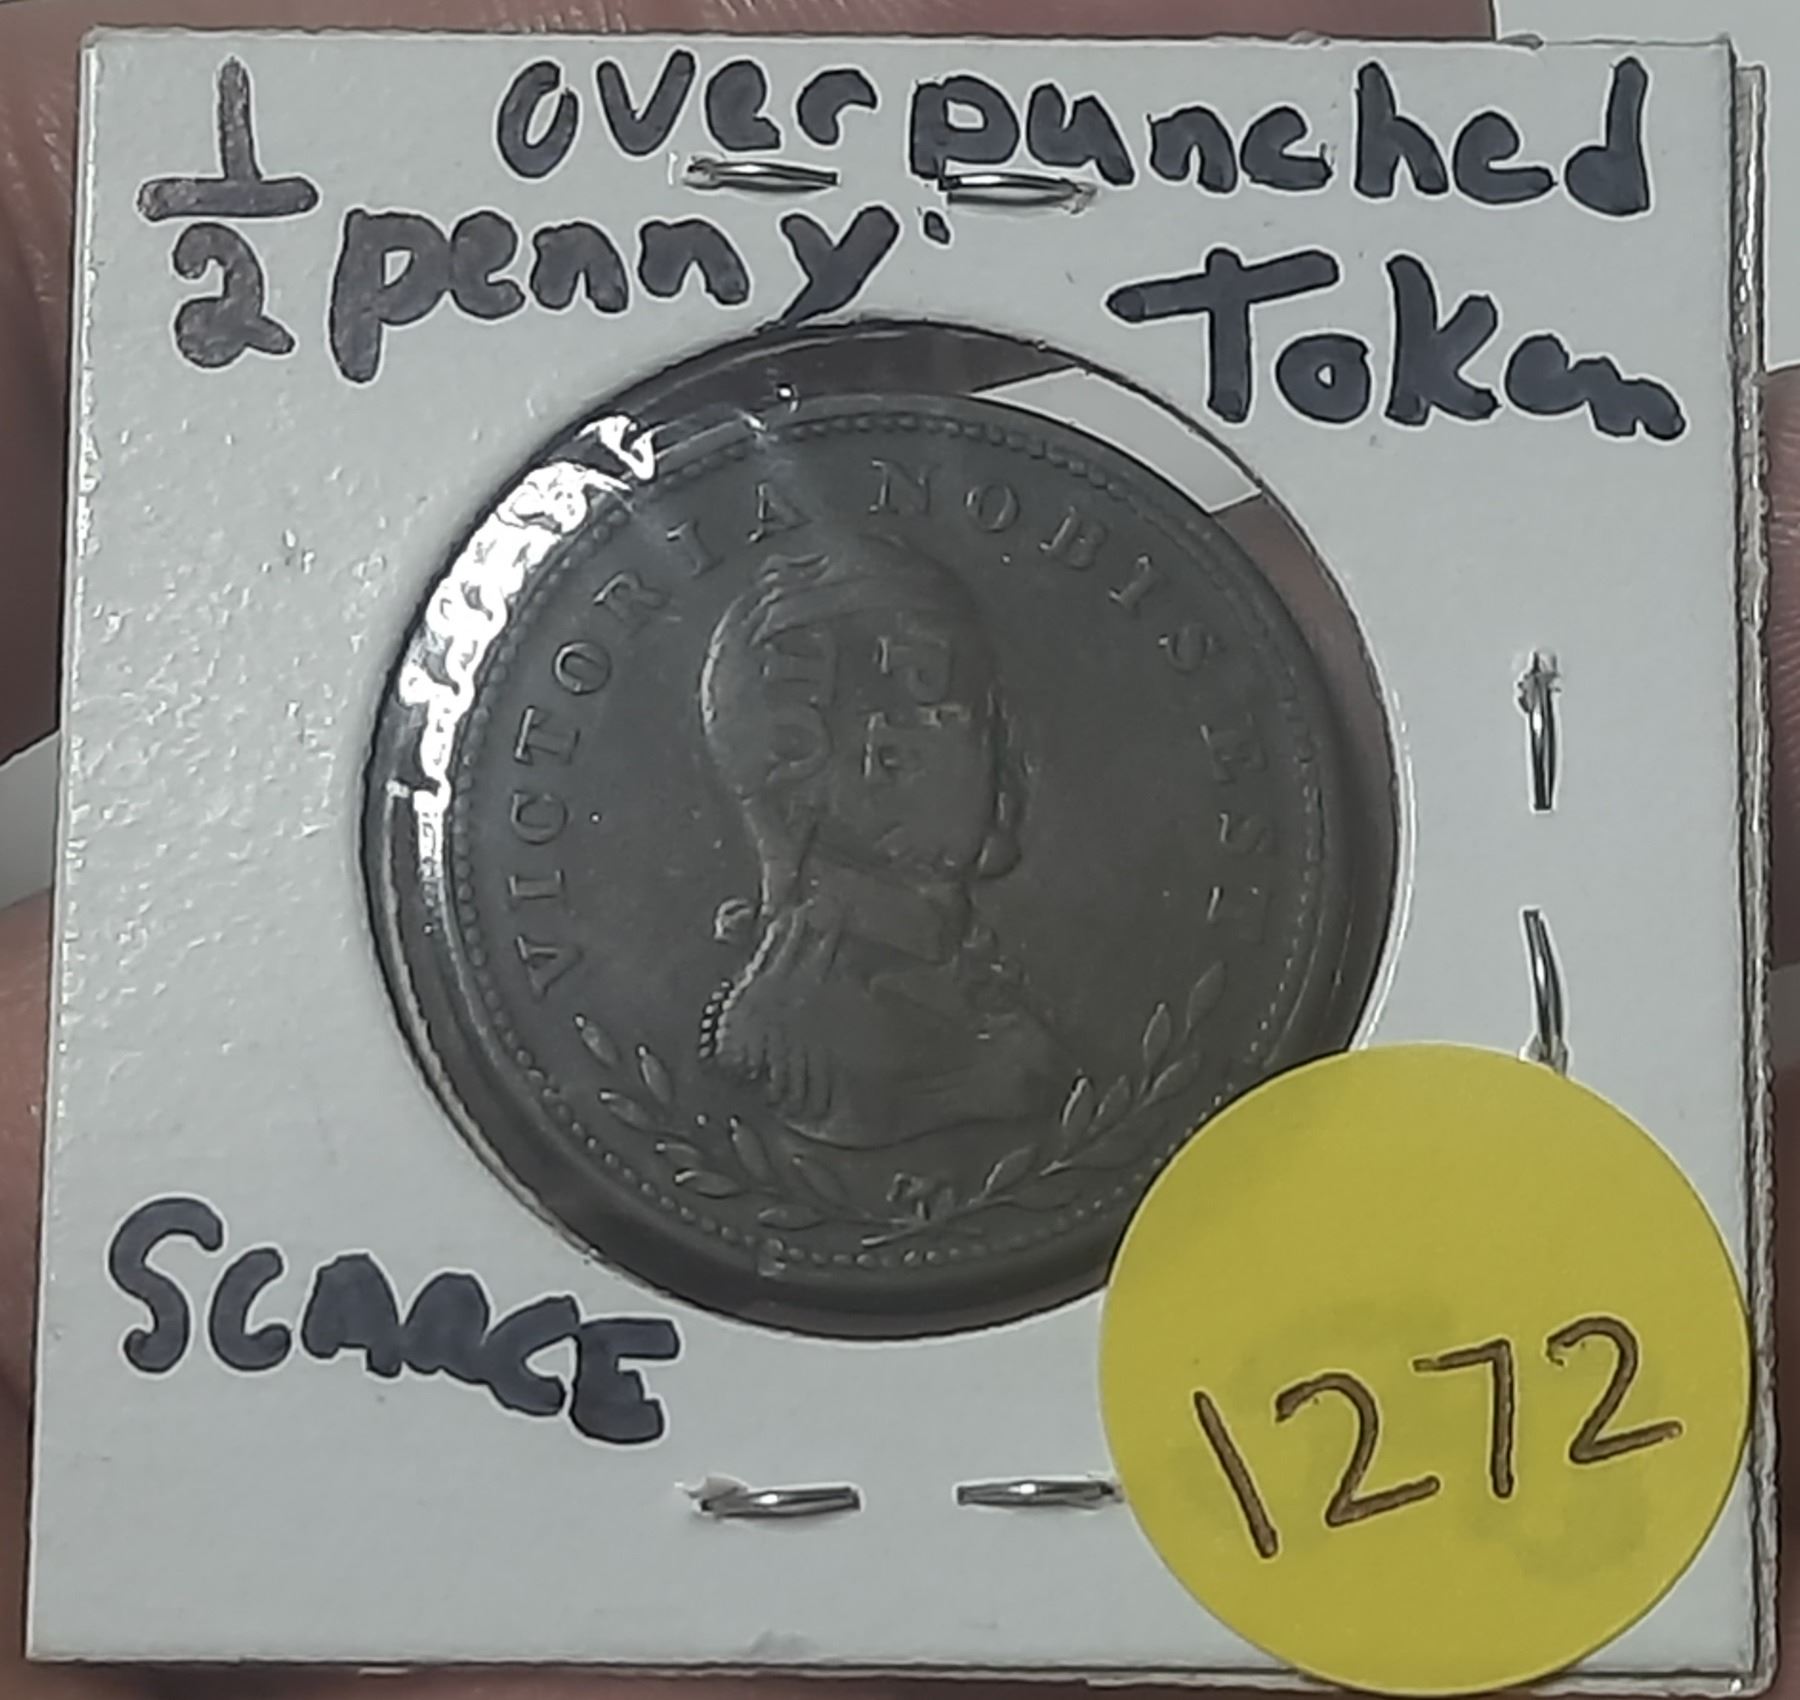 1/2 penny.
overpunched
Token
VICTORIA NOBIS EST
SCARCE
1272